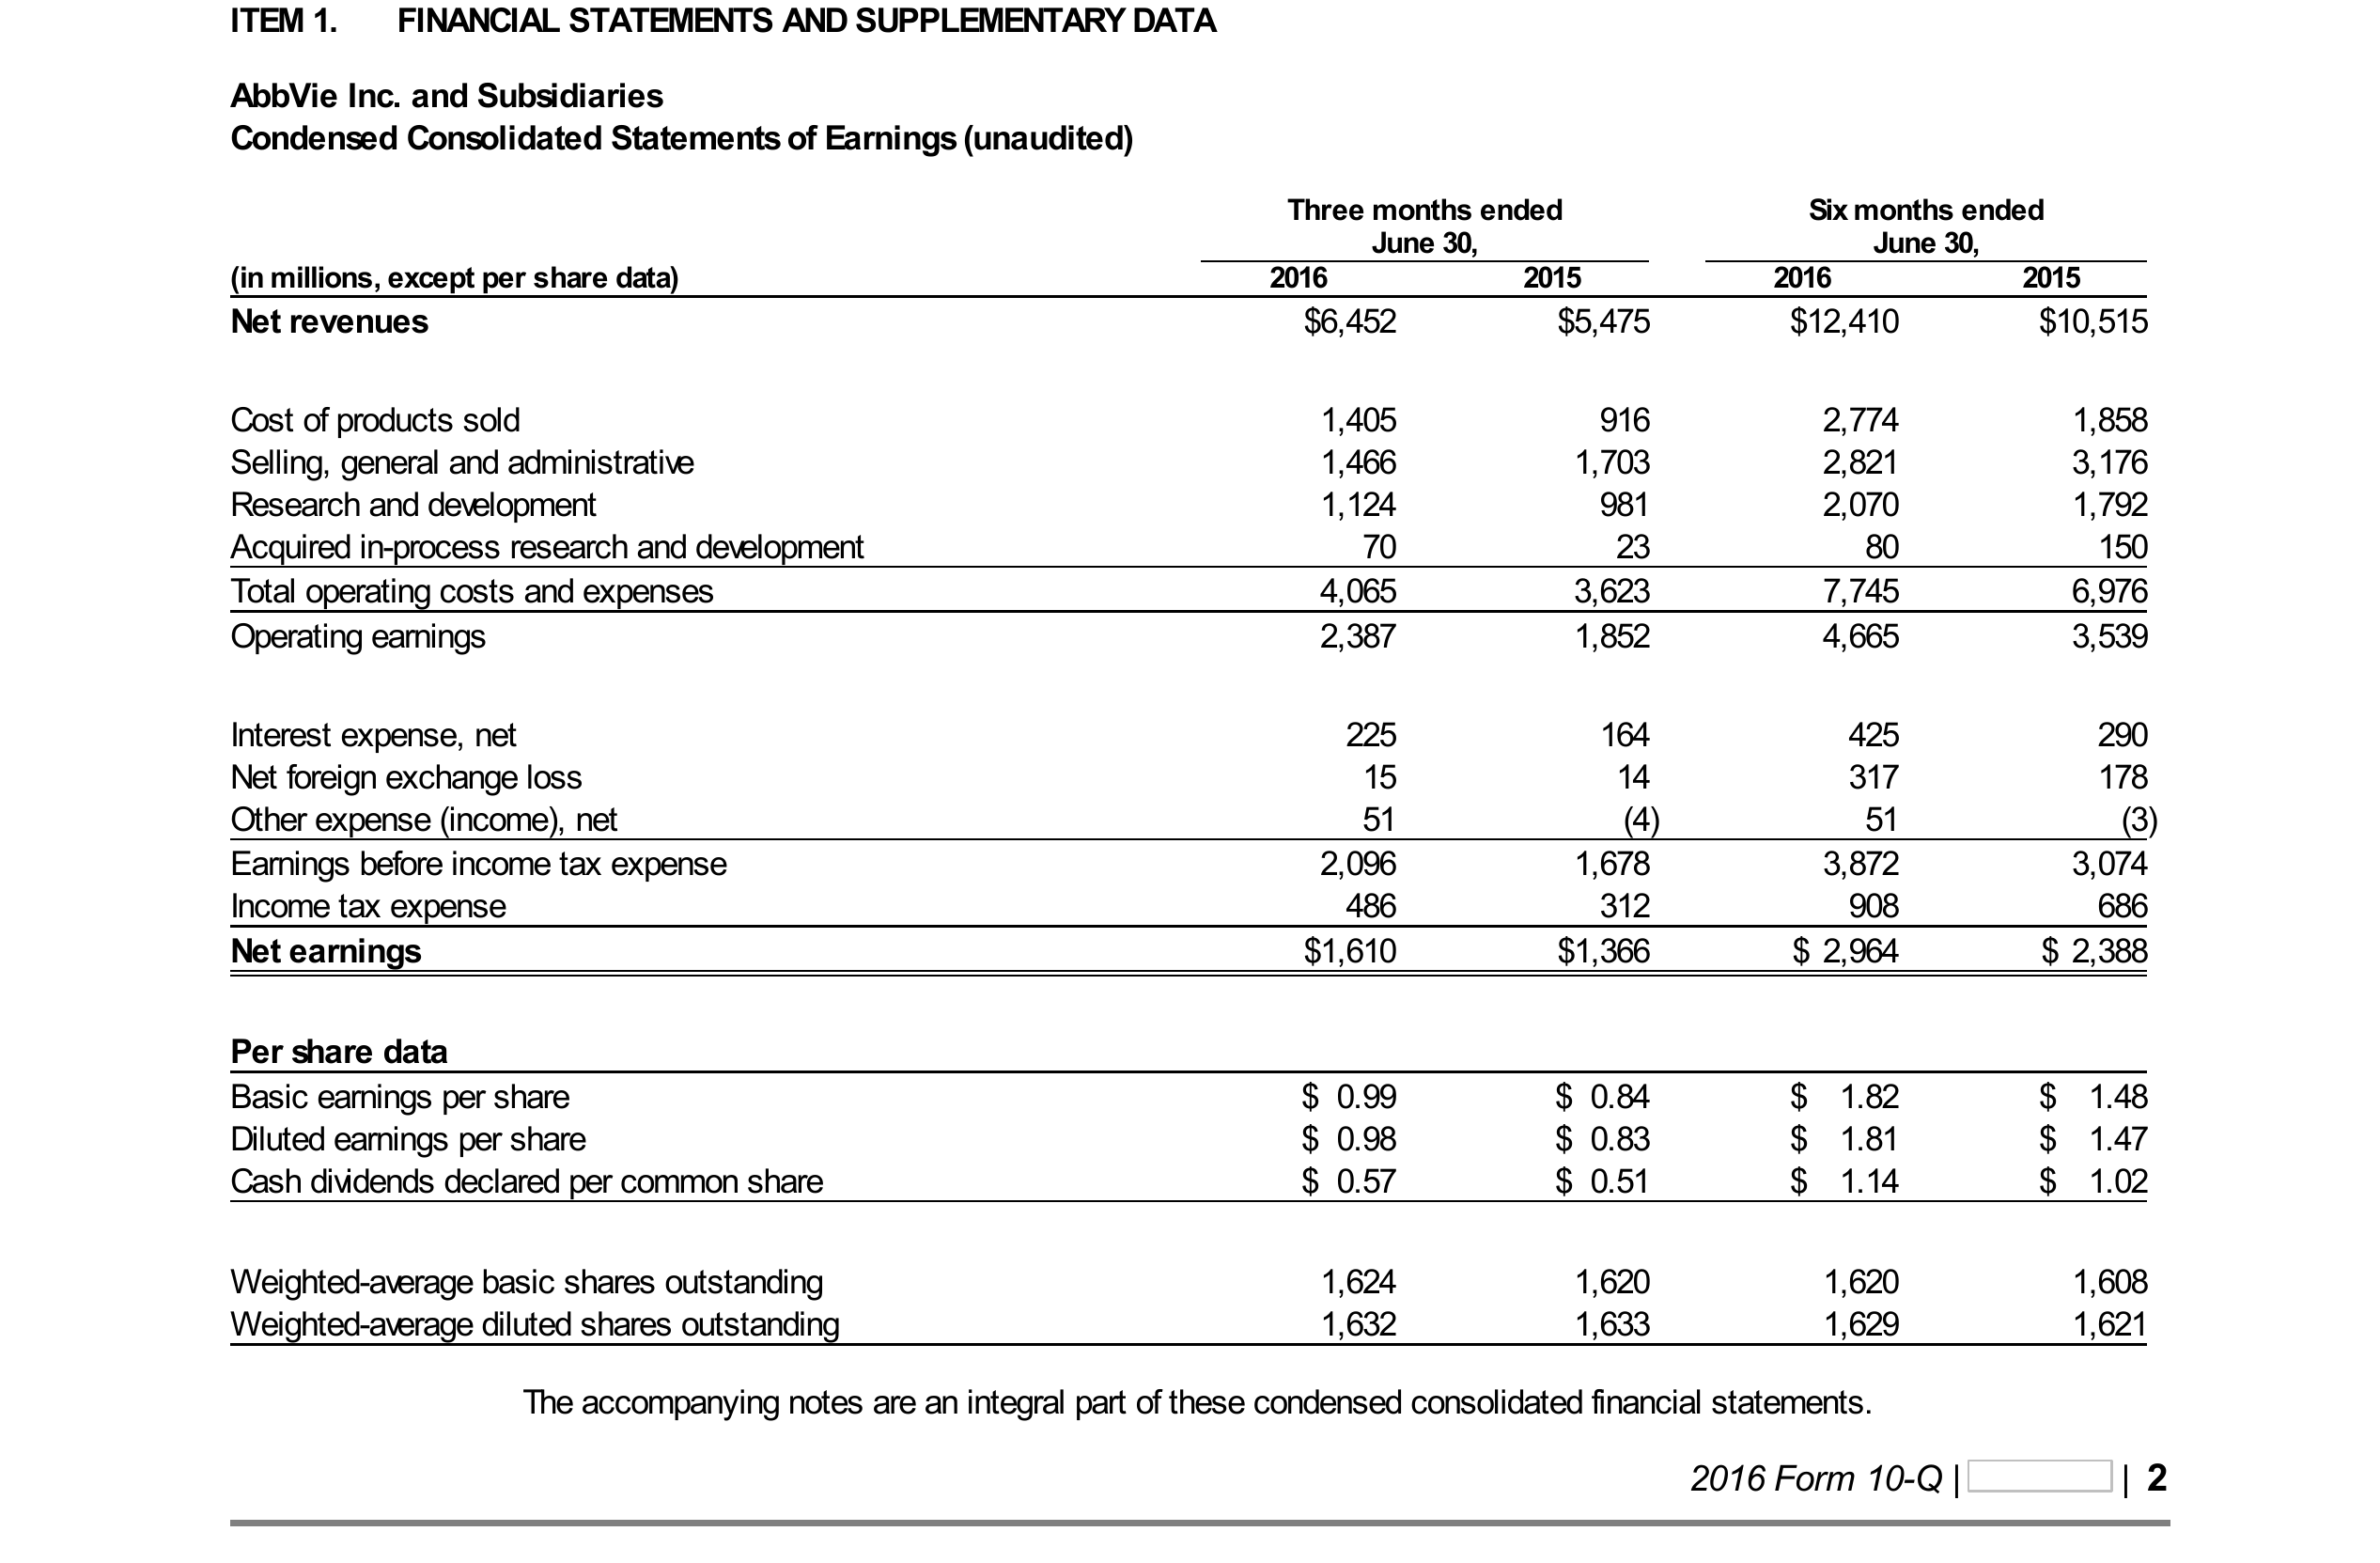 ITEM 1. FINANCIAL STATEMENTS AND SUPPLEMENTARY DATA
AbbVie Inc. and Subsidiaries
Condensed Consolidated Statements of Earnings (unaudited)
Three months ended Six months ended
June 30, June 30,
(in millions, except per share data) 2016 2015 2016 2015
Net revenues $6,452 $5,475 $12,410 $10,515
Cost of products sold 1,405 916 2,774 1,858
Selling, general and administrative 1,466 1,703 2,821 3,176
Research and development 1,124 981 2,070 1,792
Acquired in-process research and development 70 23 80 150
Total operating costs and expenses 4,065 3,623 7,745 6,976
Operating earnings 2,387 1,852 4,665 3,539
Interest expense, net 225 164 425 290
Net foreign exchange loss 15 14 317 178
Other expense (income), net 51 (4) 51 (3)
Earnings before income tax expense 2,096 1,678 3,872 3,074
Income tax expense 486 312 908 686
Net earnings $1,610 $1,366 $ 2,964 $ 2,388
Per share data
Basic earnings per share $ 0.99 $ 0.84 $ 1.82 $ 1.48
Diluted earnings per share $ 0.98 $ 0.83 $ 1.81 $ 1.47
Cash dividends declared per common share $ 0.57 $ 0.51 $ 1.14 $ 1.02
Weighted-average basic shares outstanding 1,624 1,620 1,620 1,608
Weighted-average diluted shares outstanding 1,632 1,633 1,629 1,621
The accompanying notes are an integral part of these condensed consolidated financial statements.
2016 Form 10-Q | | 2